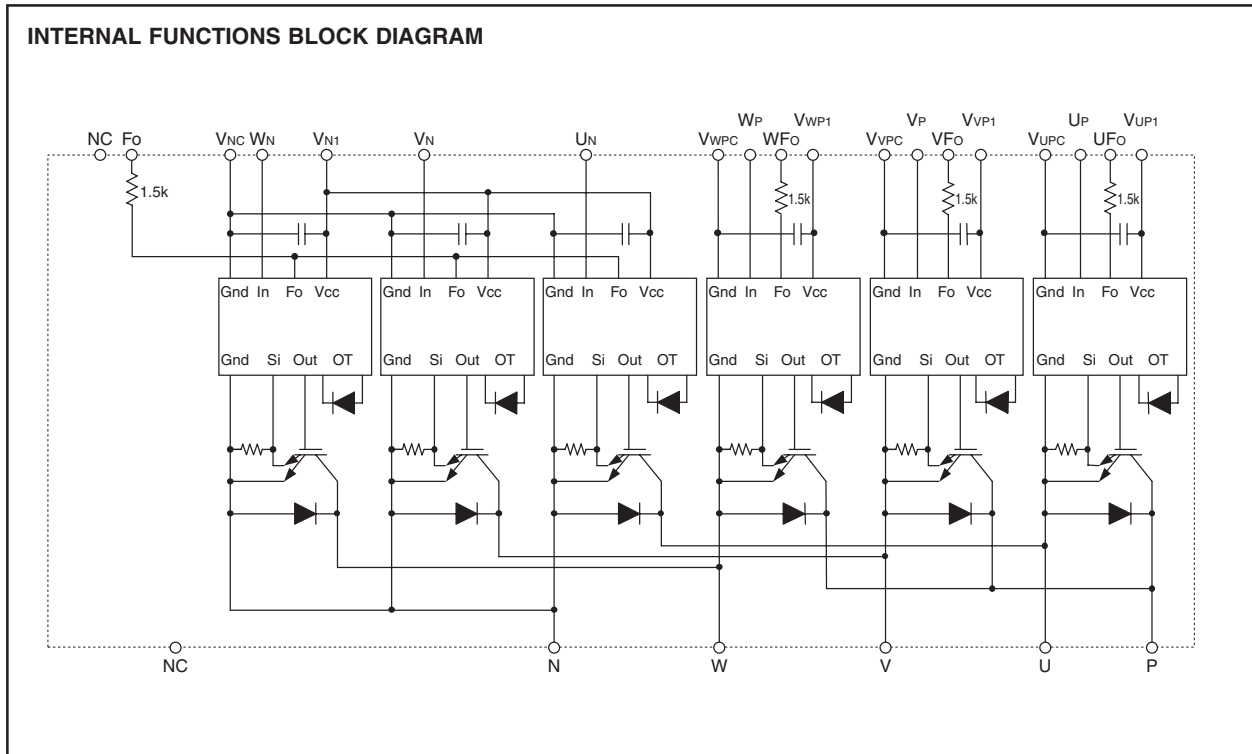 INTERNAL FUNCTIONS BLOCK DIAGRAM
WP VWP1 VP VVP1 UP VUP1
NC FO VNC WN VN1 VN UN VWPC WFO VVPC VFO VUPC UFO
1.5k 1.5k 1.5k 1.5k
Gnd In Fo Vcc Gnd In Fo Vcc Gnd In Fo Vcc Gnd In Fo Vcc Gnd In Fo Vcc Gnd In Fo Vcc
Gnd Si Out OT Gnd Si Out OT Gnd Si Out OT Gnd Si Out OT Gnd Si Out OT Gnd Si Out OT
NC N W V U P